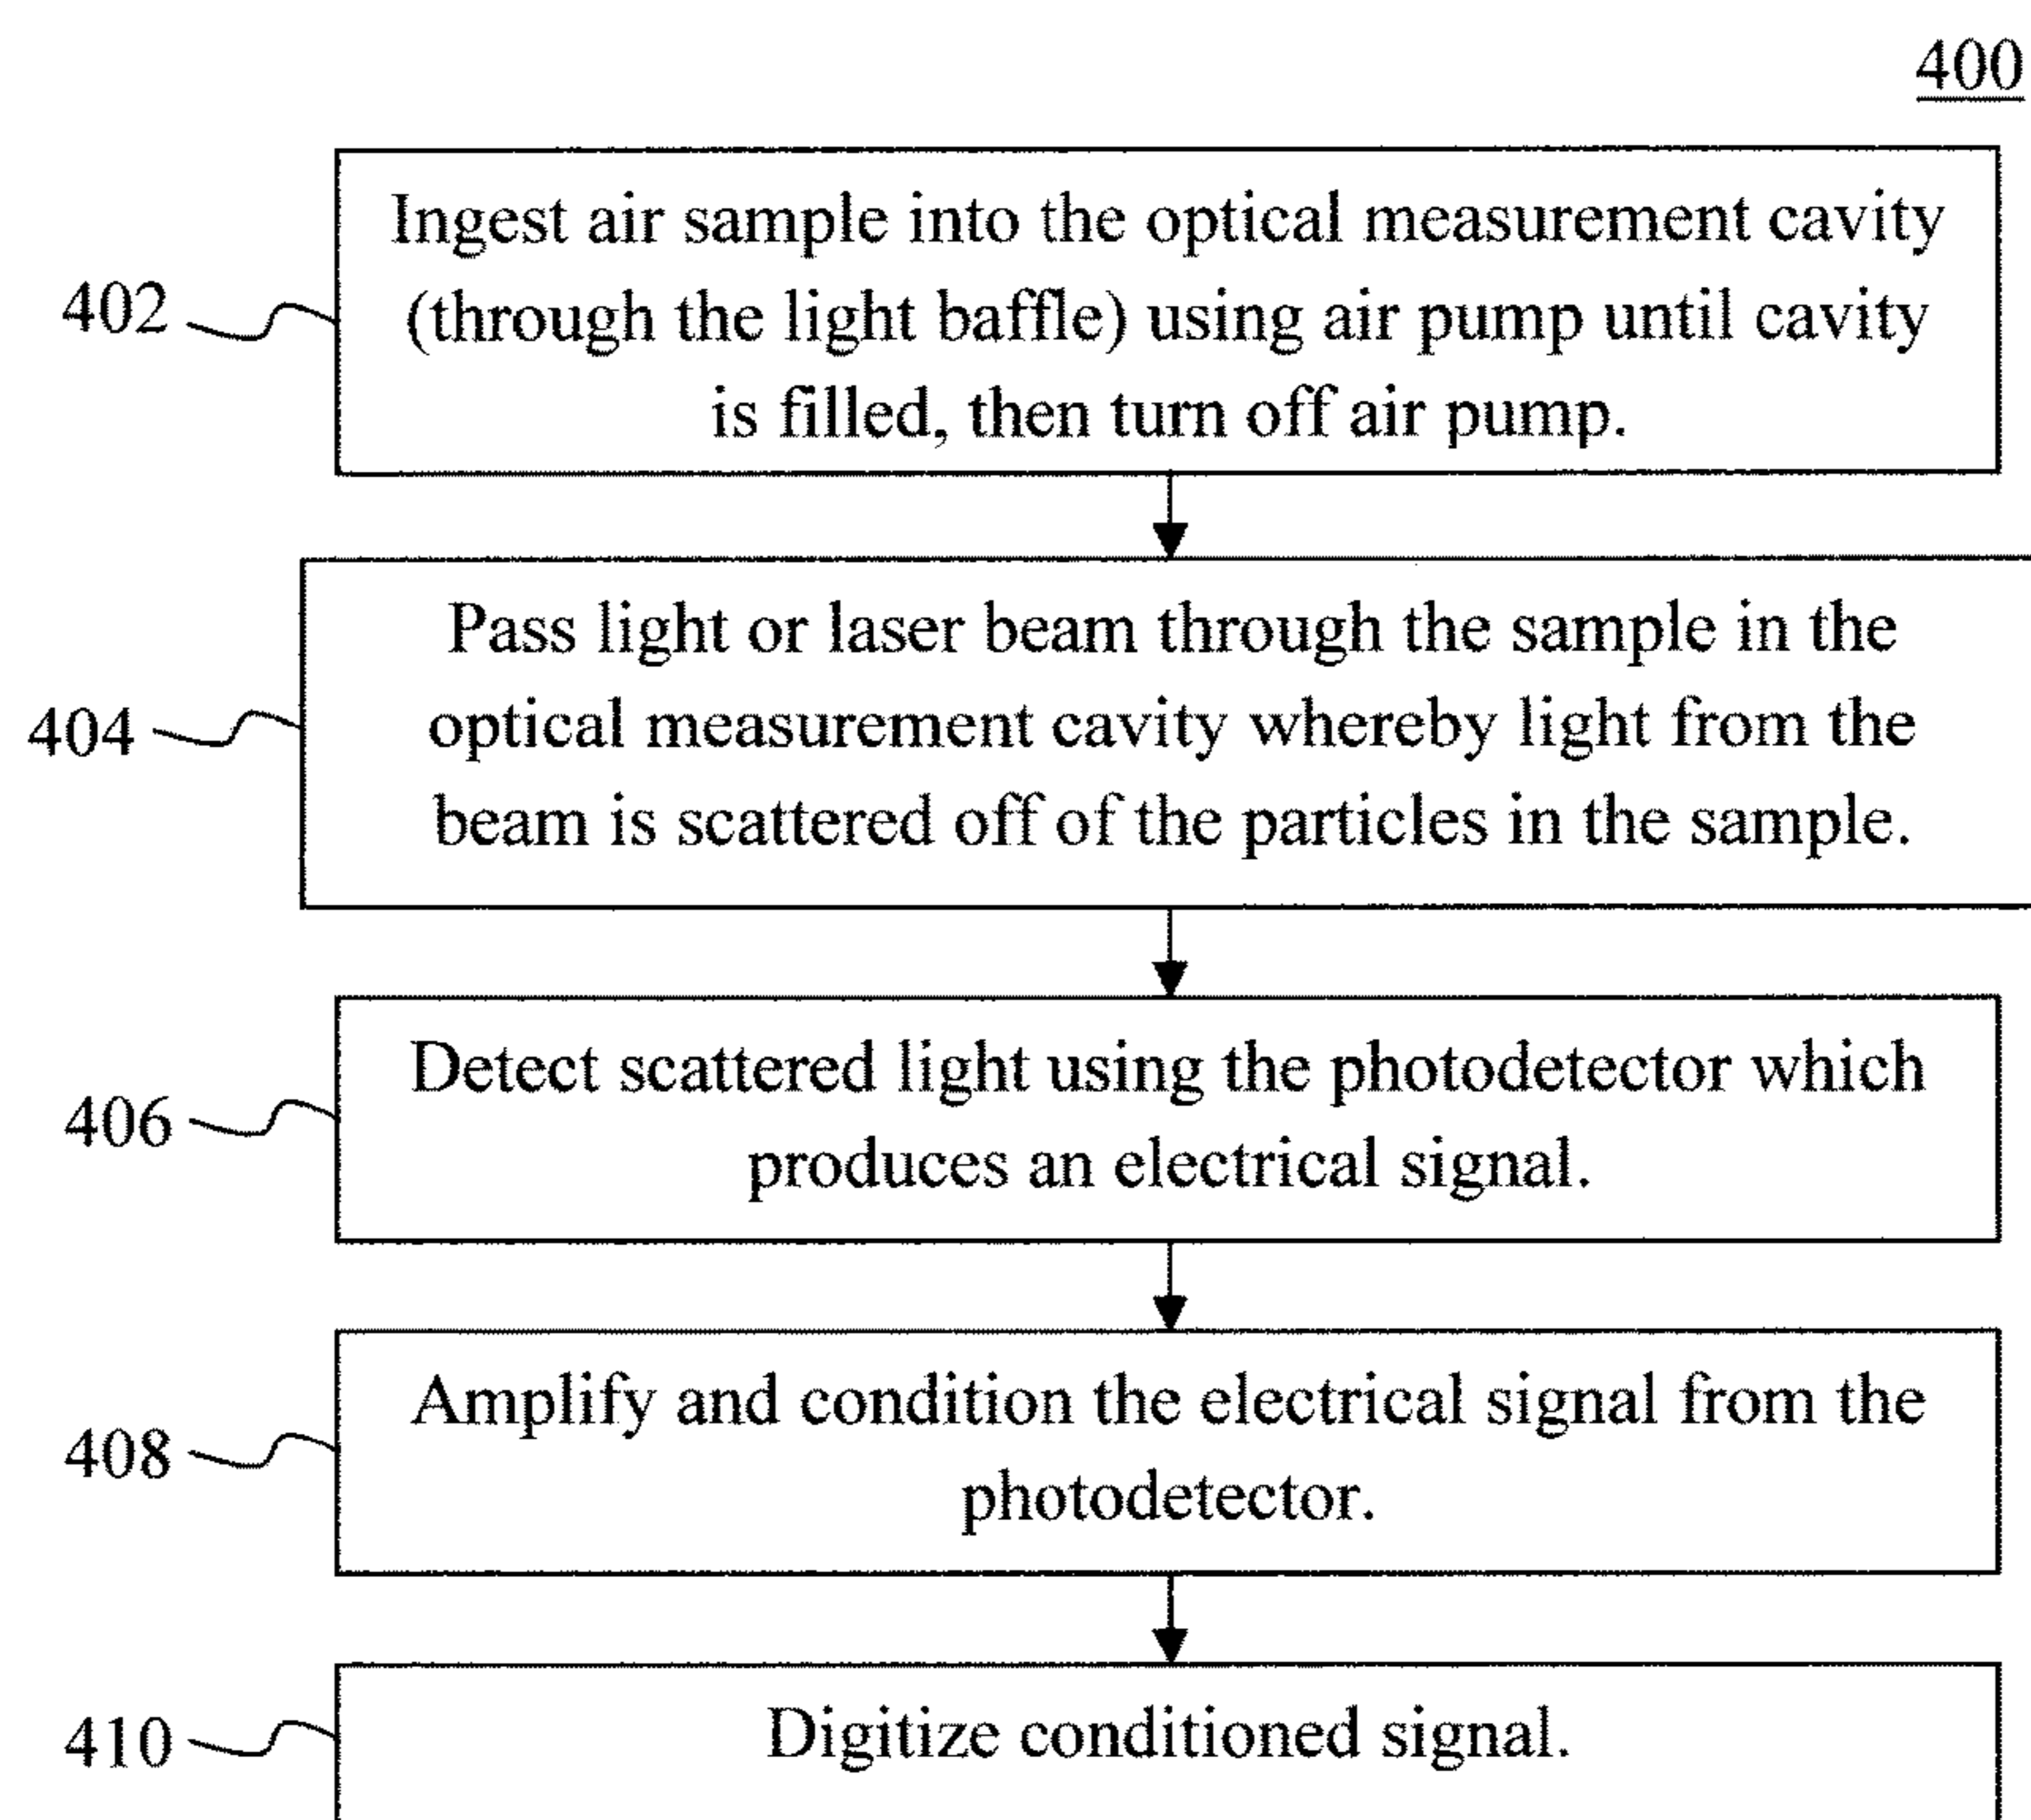 400
402
Ingest air sample into the optical measurement cavity
(through the light baffle) using air pump until cavity
is filled, then turn off air pump.
404
Pass light or laser beam through the sample in the
optical measurement cavity whereby light from the
beam is scattered off of the particles in the sample.
406
Detect scattered light using the photodetector which
produces an electrical signal.
408
Amplify and condition the electrical signal from the
photodetector.
410
Digitize conditioned signal.